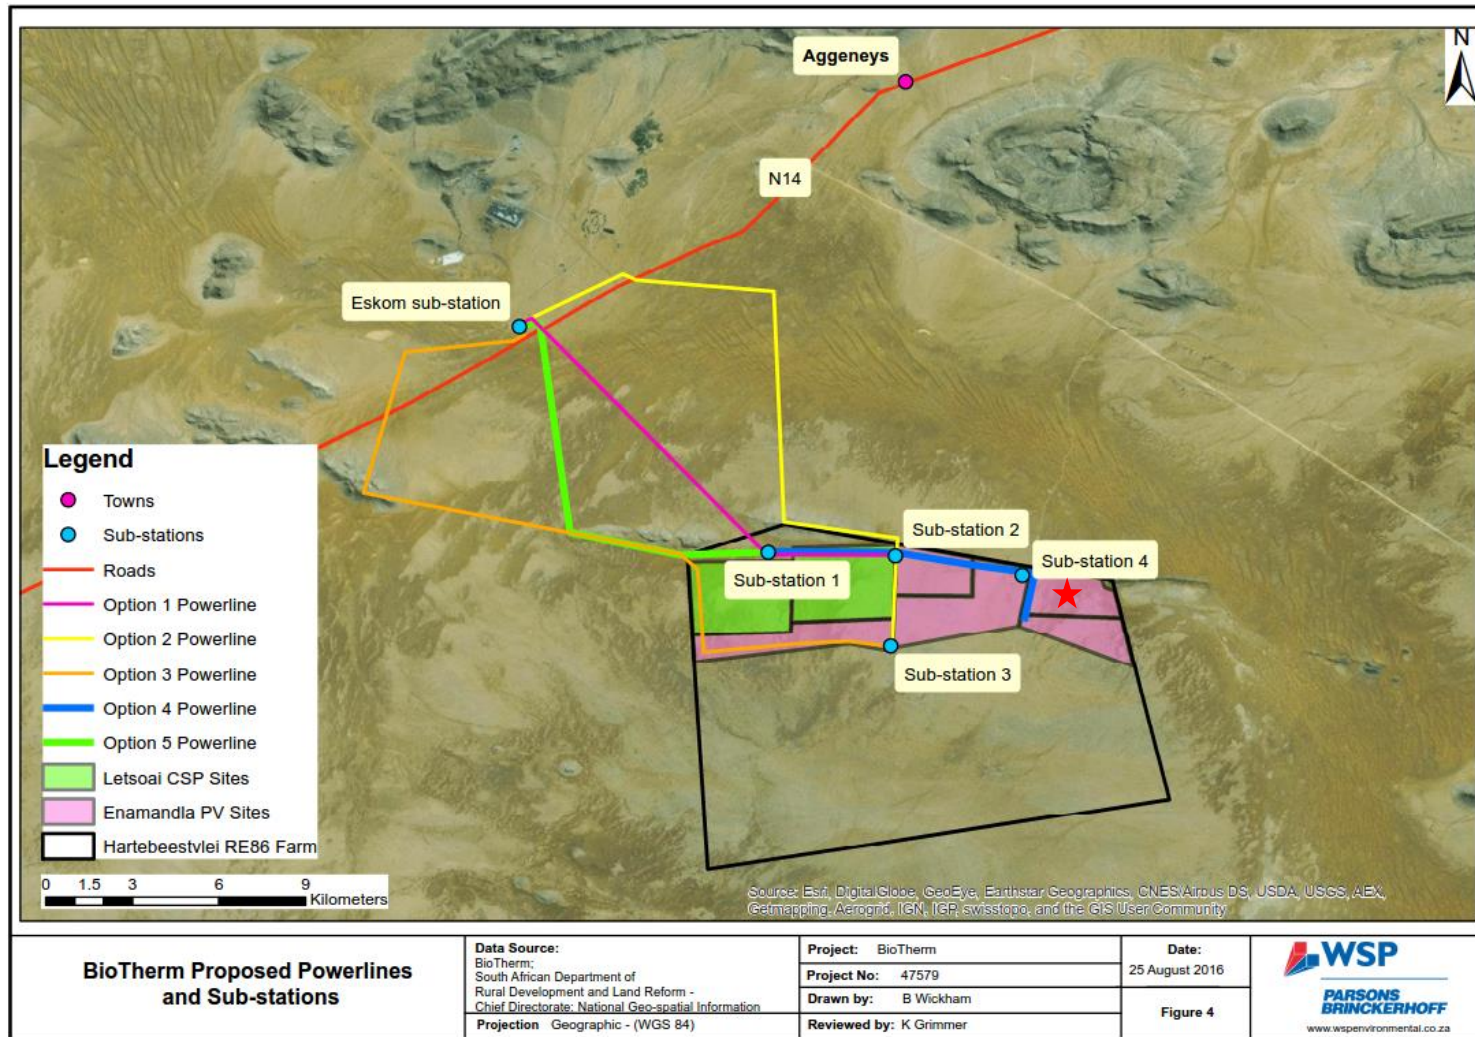 Aggeneys
N
N14
Eskom sub-station
Sub-station 2
Sub-station 1
Sub-station 4
Sub-station 3
Legend
Towns
Sub-stations
Roads
Option 1 Powerline
Option 2 Powerline
Option 3 Powerline
Option 4 Powerline
Option 5 Powerline
Letsoai CSP Sites
Enamandla PV Sites
Hartebeestvlei RE86 Farm
0 1.5 3 6 9
Kilometers
Source: Esri, DigitalGlobe, GeoEye, Earthstar Geographics, CNES/Airbus DS, USDA, USGS, AEX,
Getmapping, Aerogrid, IGN, IGP, swisstopo, and the GIS User Community
BioTherm Proposed Powerlines
and Sub-stations
Data Source:
BioTherm;
South African Department of
Rural Development and Land Reform -
Chief Directorate: National Geo-spatial Information
Projection Geographic - (WGS 84)
Project: BioTherm
Project No: 47579
Drawn by: B Wickham
Reviewed by: K Grimmer
Date:
25 August 2016
Figure 4
WSP
PARSONS
BRINCKERHOFF
www.wspenvironmental.co.za